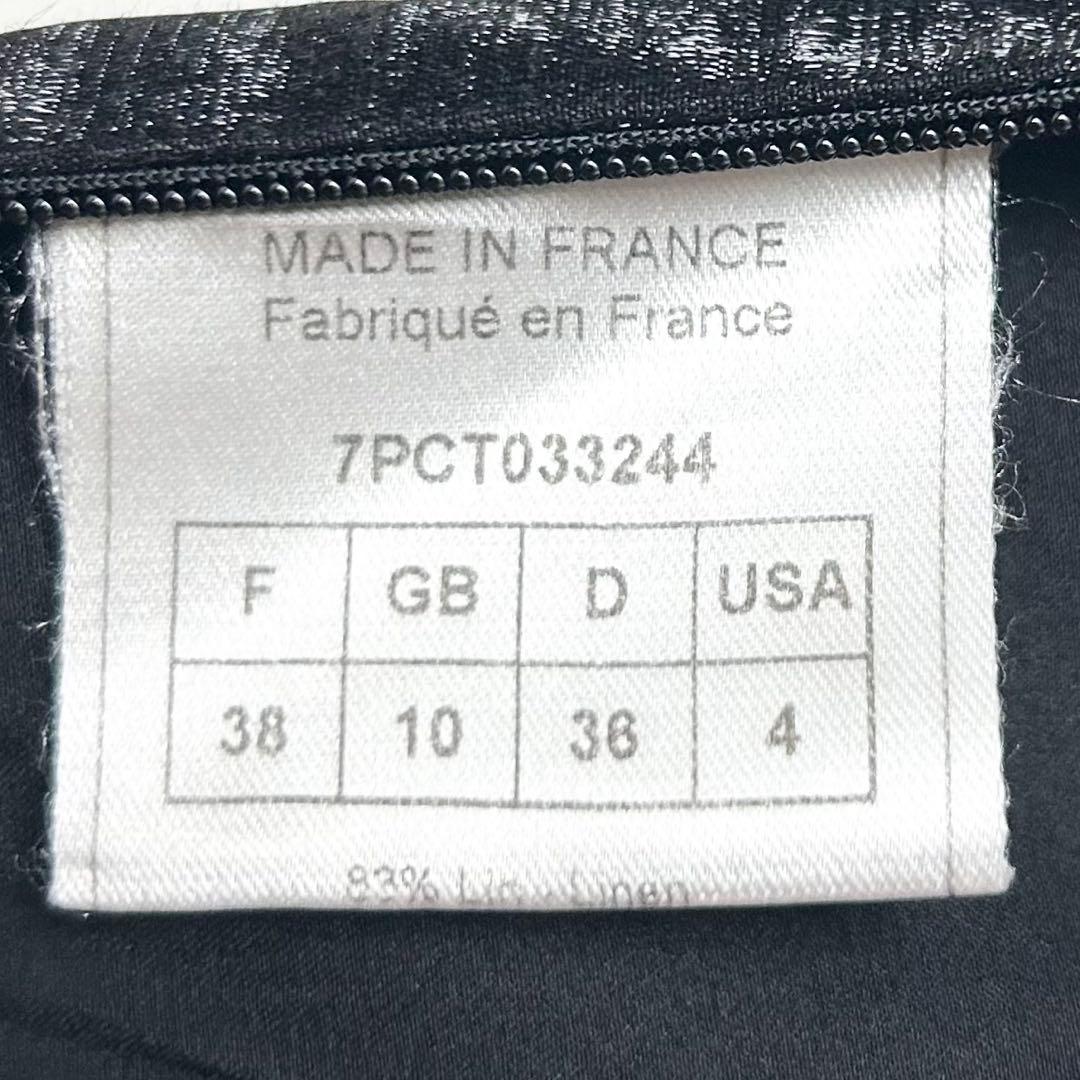 MADE IN FRANCE
Fabriqué en France
7PCT033244
F GB D USA
38 10 36 4
83% Lin - Linen